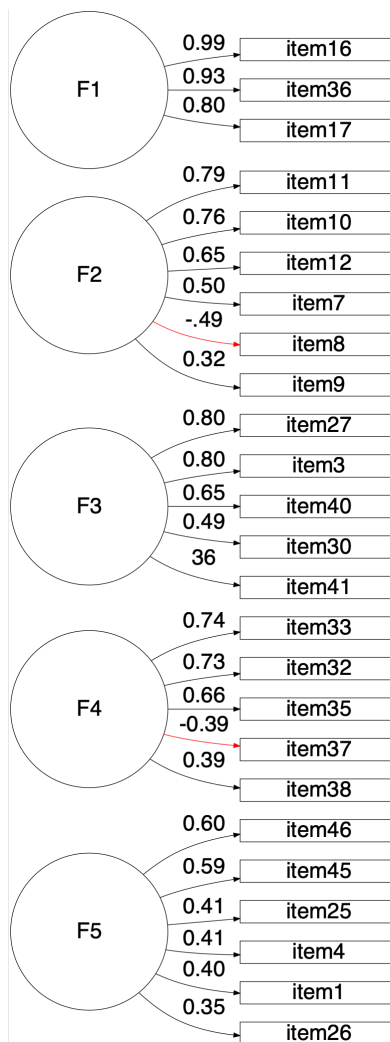 F1
0.99 item16
0.93 item36
0.80 item17
F2
0.79 item11
0.76 item10
0.65 item12
0.50 item7
-.49 item8
0.32 item9
F3
0.80 item27
0.80 item3
0.65 item40
0.49 item30
36 item41
F4
0.74 item33
0.73 item32
0.66 item35
-0.39 item37
0.39 item38
F5
0.60 item46
0.59 item45
0.41 item25
0.41 item4
0.40 item1
0.35 item26